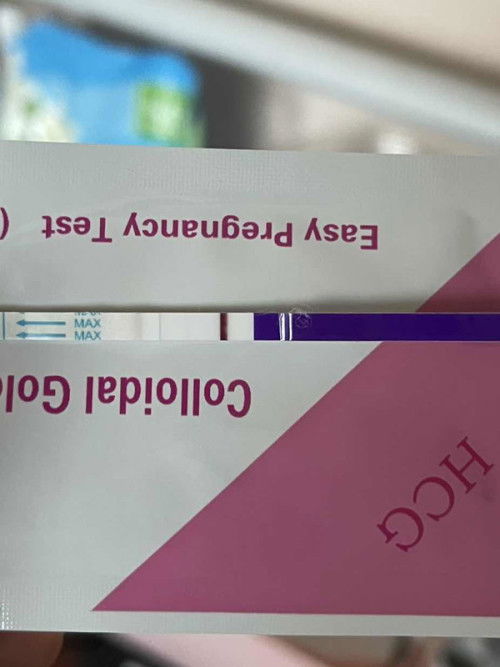 Easy Pregnancy Test (
MAX
MAX
Colloidal Gol
HCG